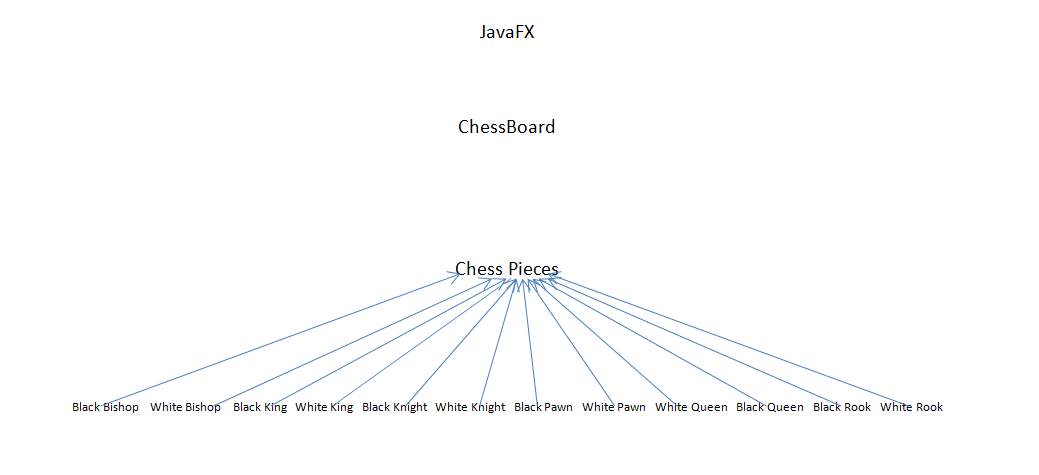 JavaFX
ChessBoard
Chess Pieces
Black Bishop White Bishop Black King White King Black Knight White Knight Black Pawn White Pawn White Queen Black Queen Black Rook White Rook